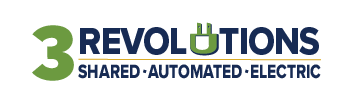 3 REVOLUTIONS
SHARED · AUTOMATED · ELECTRIC